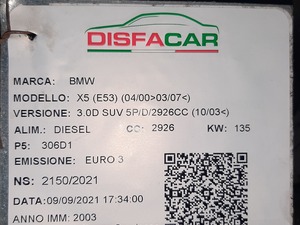 DISFACAR
MARCA: BMW
MODELLO: X5 (E53) (04/00>03/07<)
VERSIONE: 3.0D SUV 5P/D/2926CC (10/03<)
ALIM.: DIESEL CC: 2926 KW: 135
P5: 306D1
EMISSIONE: EURO 3
NS: 2150/2021
DATA: 09/09/2021 17:34:00
ANNO IMM: 2003